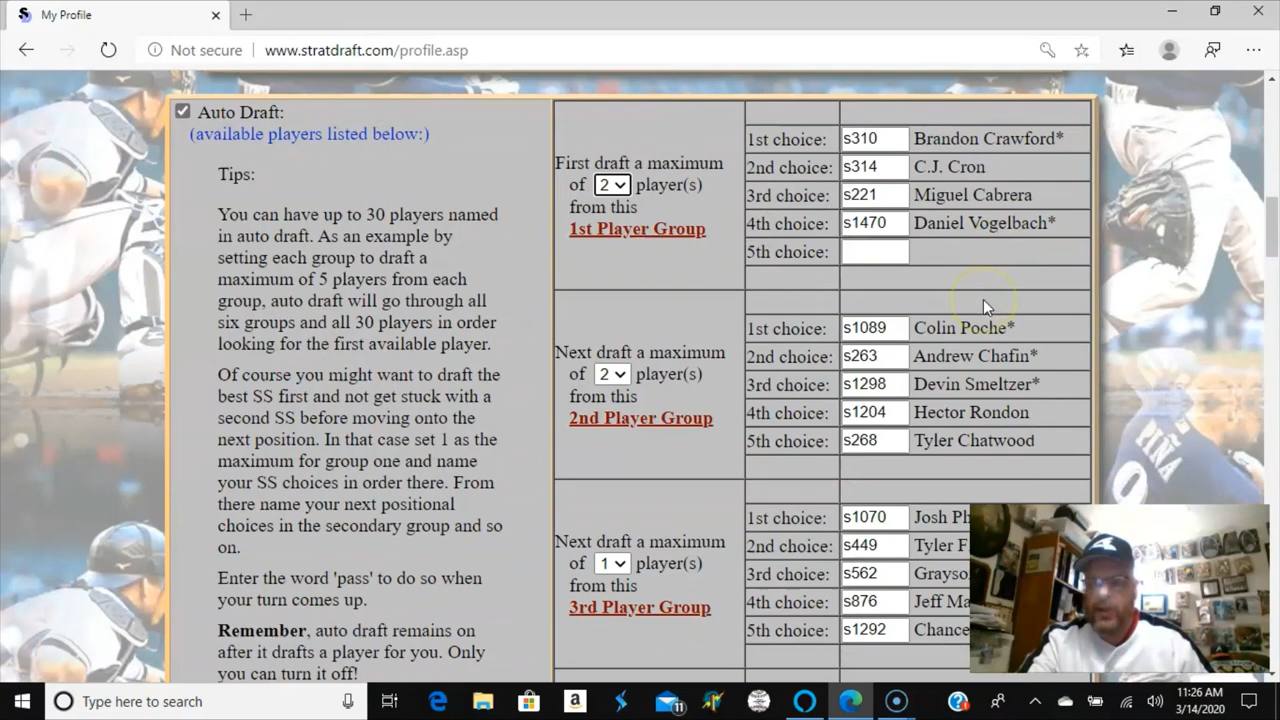 My Profile
Not secure
www.stratdraft.com/profile.asp
Auto Draft:
(available players listed below:)
Tips:
You can have up to 30 players named
in auto draft. As an example by
setting each group to draft a
maximum of 5 players from each
group, auto draft will go through all
six groups and all 30 players in order
looking for the first available player.
Of course you might want to draft the
best SS first and not get stuck with a
second SS before moving onto the
next position. In that case set 1 as the
maximum for group one and name
your SS choices in order there. From
there name your next positional
choices in the secondary group and so
on.
Enter the word 'pass' to do so when
your turn comes up.
Remember, auto draft remains on
after it drafts a player for you. Only
you can turn it off!
First draft a maximum
of 2 player(s)
from this
1st Player Group
1st choice: s310 Brandon Crawford*
2nd choice: s314 C.J. Cron
3rd choice: s221 Miguel Cabrera
4th choice: s1470 Daniel Vogelbach*
5th choice:
Next draft a maximum
of 2 player(s)
from this
2nd Player Group
1st choice: s1089 Colin Poche*
2nd choice: s263 Andrew Chafin*
3rd choice: s1298 Devin Smeltzer*
4th choice: s1204 Hector Rondon
5th choice: s268 Tyler Chatwood
Next draft a maximum
of 1 player(s)
from this
3rd Player Group
1st choice: s1070 Josh Ph
2nd choice: s449 Tyler F
3rd choice: s562 Grayso
4th choice: s876 Jeff Ma
5th choice: s1292 Chance
PIÑA
Type here to search
11
11:26 AM
3/14/2020